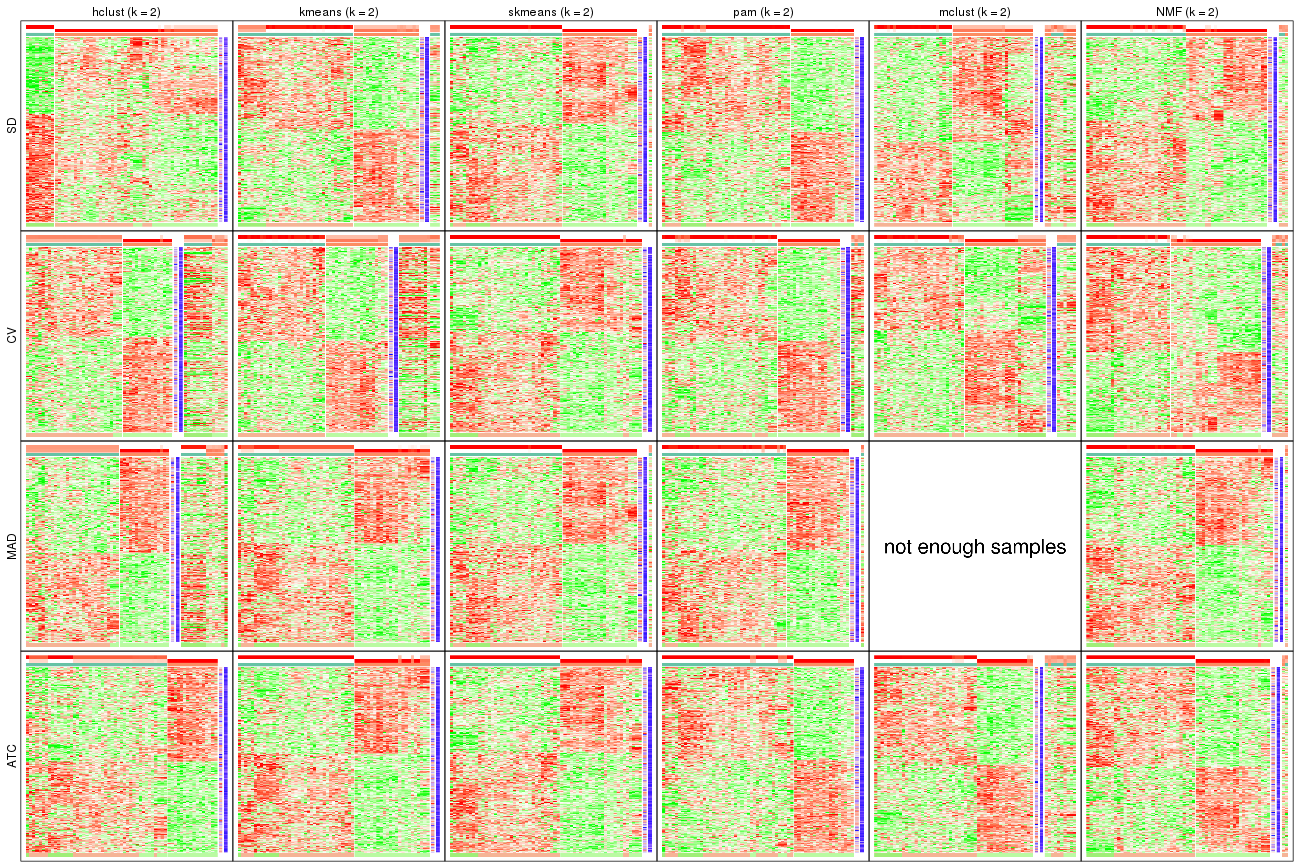 hclust (k = 2)
kmeans (k = 2)
skmeans (k = 2)
pam (k = 2)
mclust (k = 2)
NMF (k = 2)
SD
CV
MAD
not enough samples
ATC